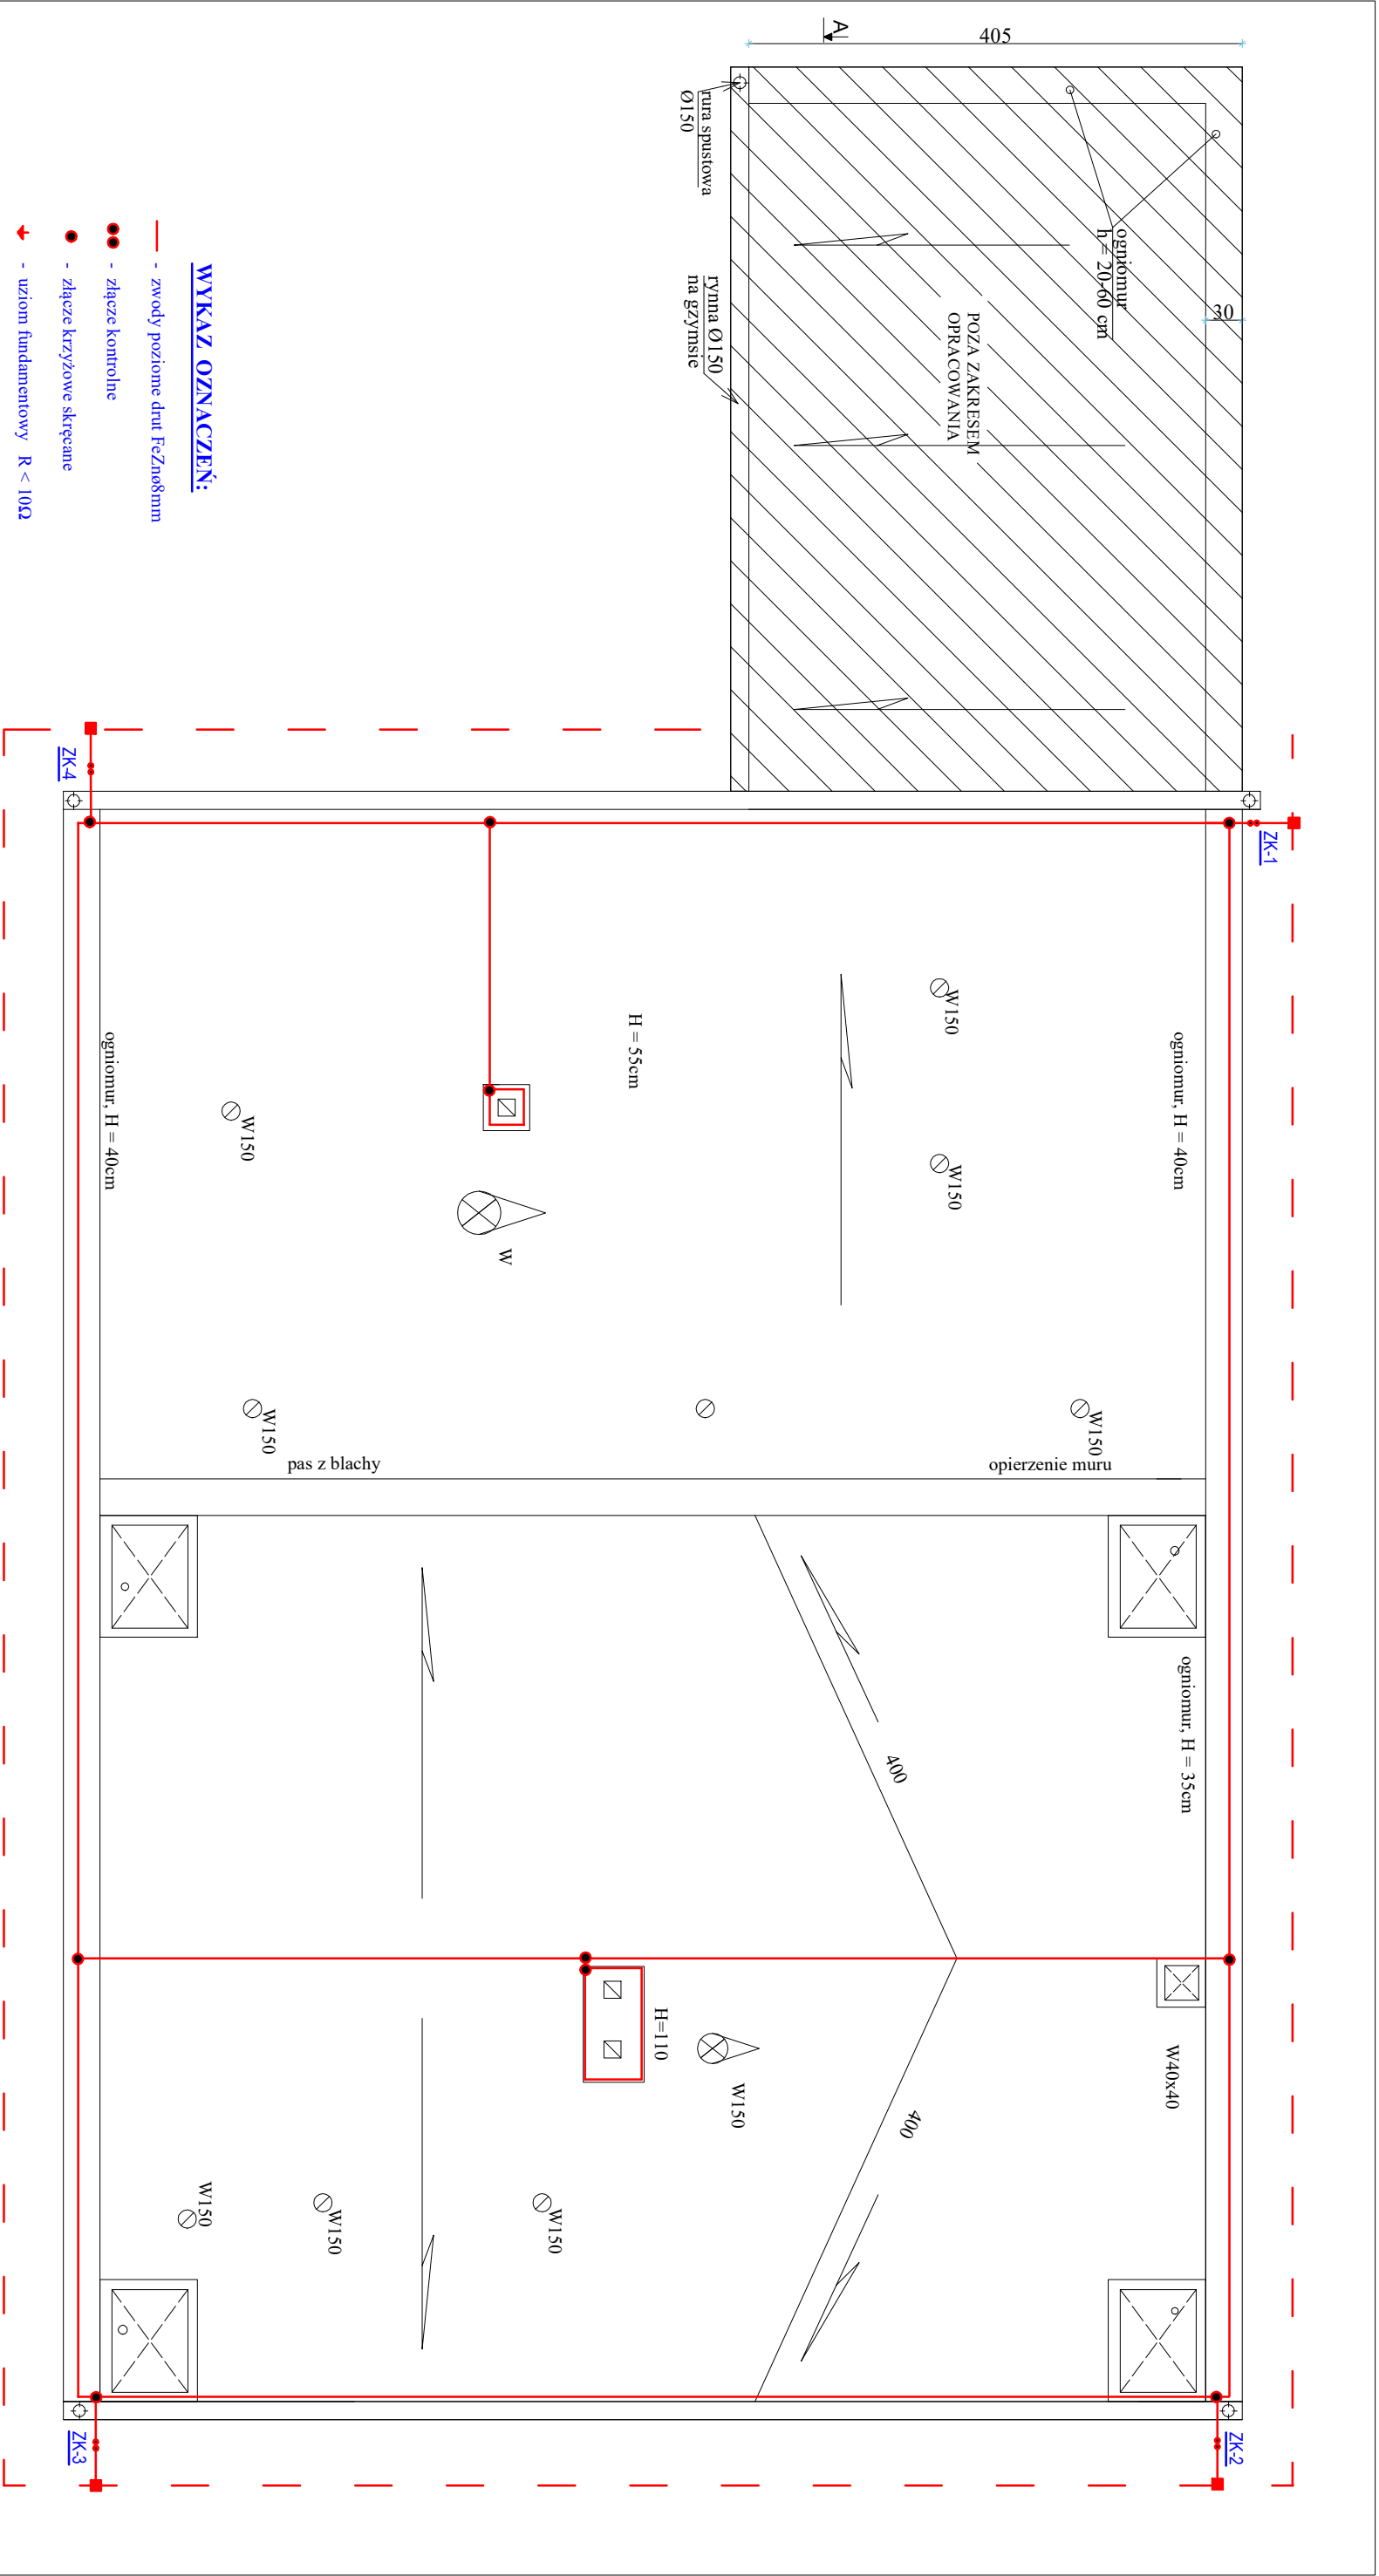 A
405
30
ogniomur
h = 20-60 cm
POZA ZAKRESEM
OPRACOWANIA
rura spustowa
Ø150
rynna Ø150
na gzymsie
WYKAZ OZNACZEŃ:
- zwody poziome drut FeZnø8mm
- złącze kontrolne
- złącze krzyżowe skręcane
- uziom fundamentowy R < 10Ω
ZK-1
ZK-4
ogniomur, H = 40cm
W150
W150
H = 55cm
W
W150
ogniomur, H = 40cm
W150
W150
pas z blachy
opierzenie muru
ogniomur, H = 35cm
400
400
W40x40
H=110
W150
W150
W150
W150
ZK-2
ZK-3